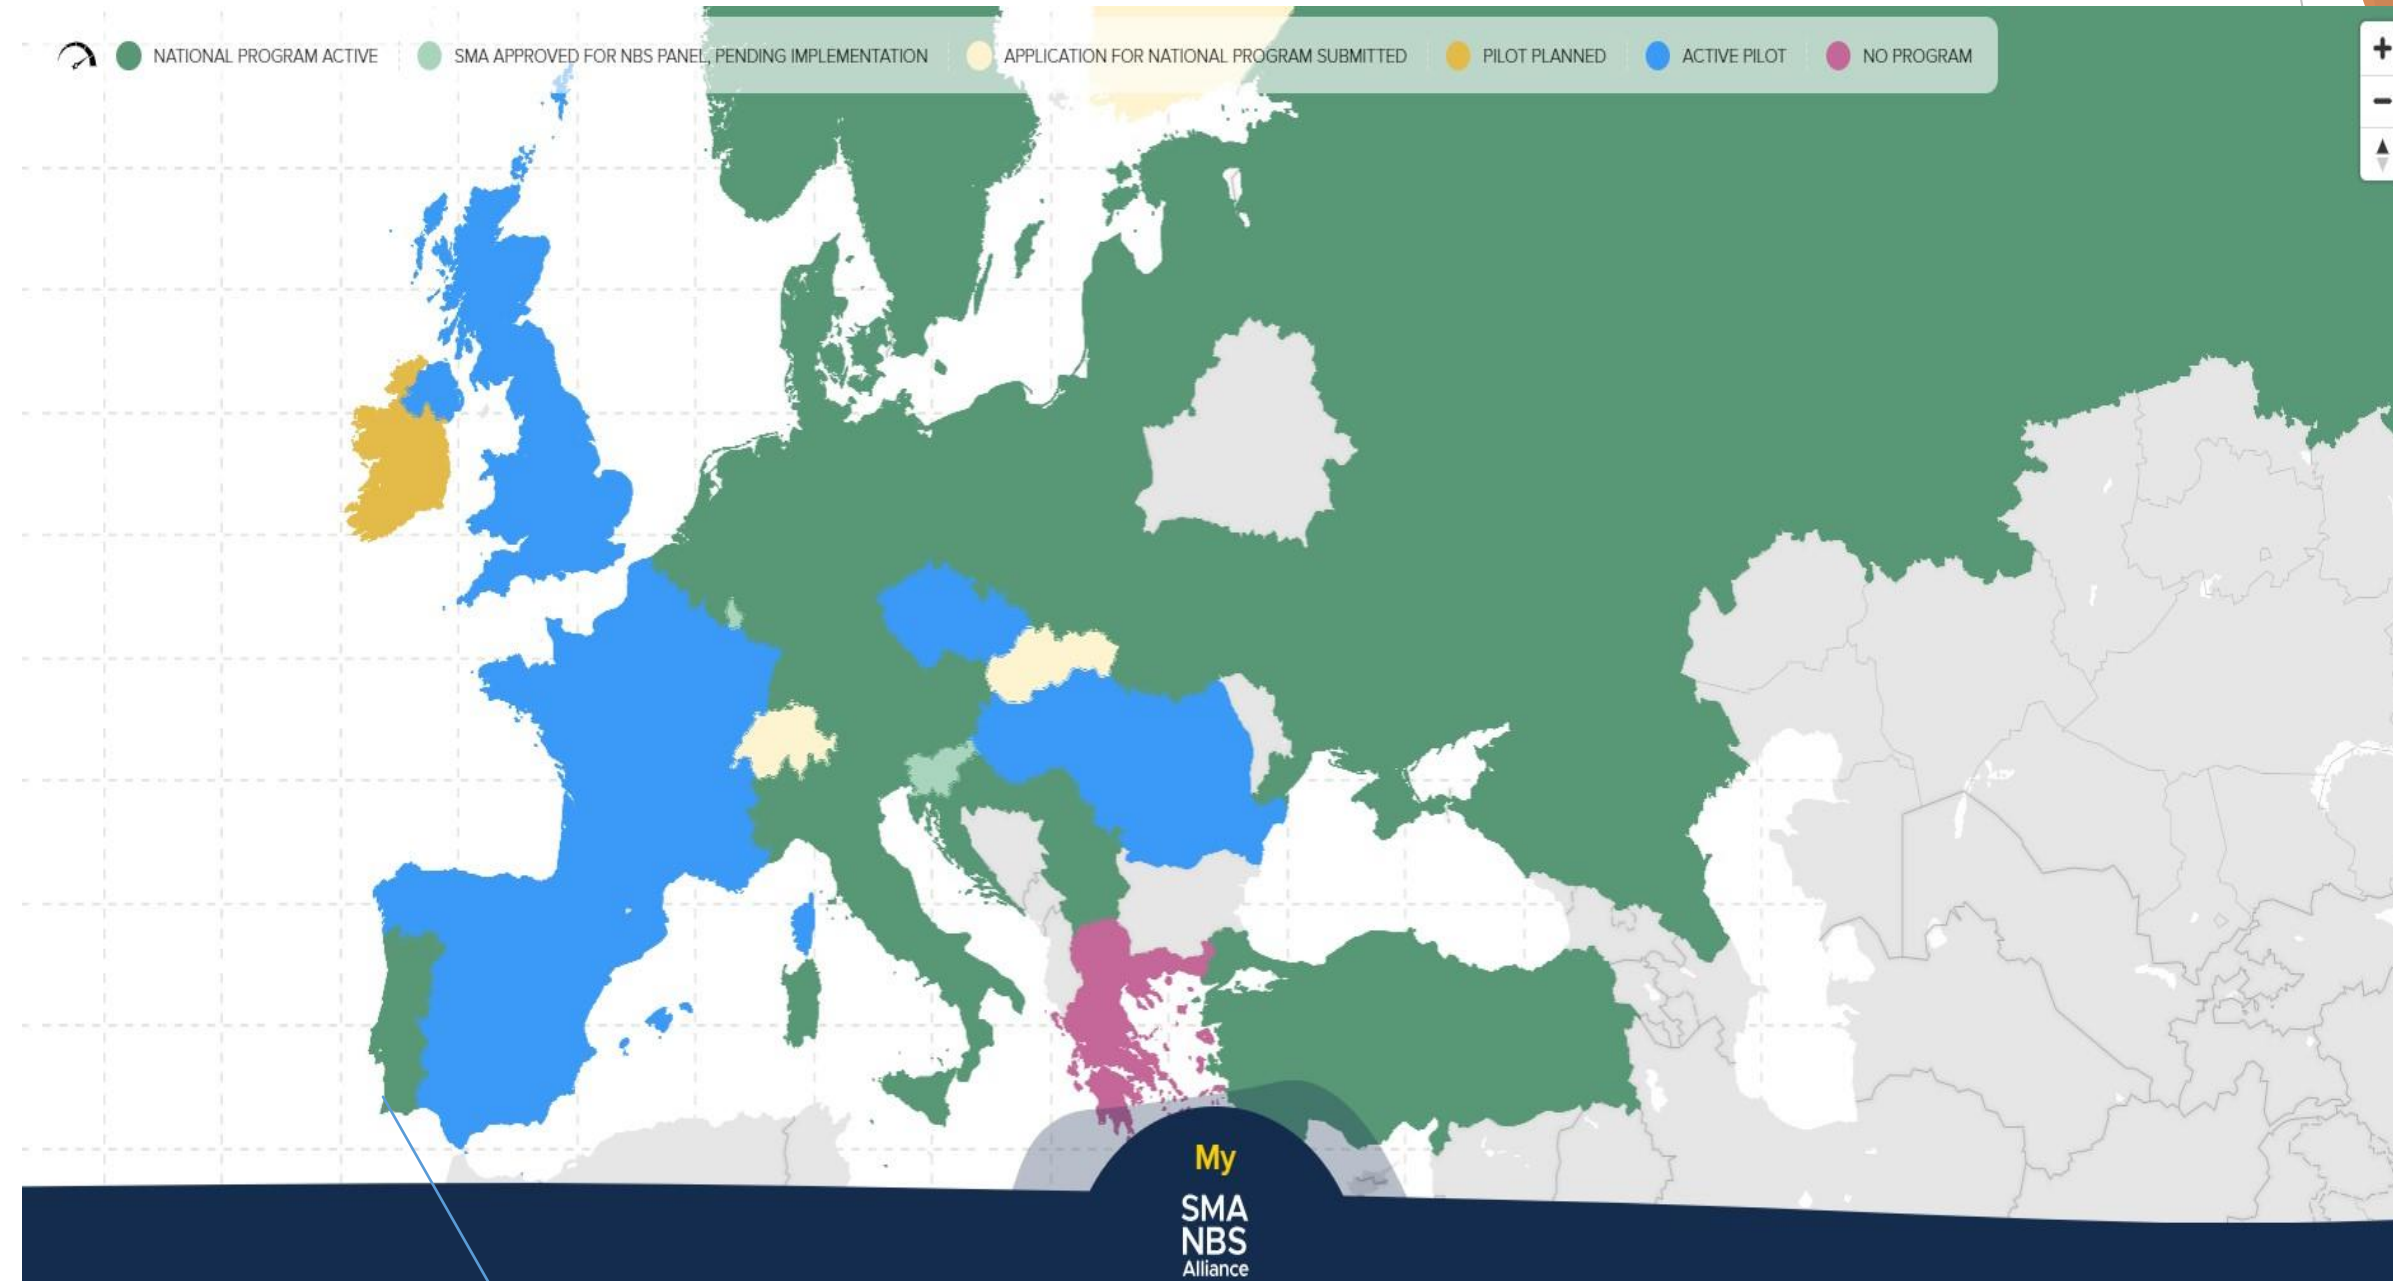 NATIONAL PROGRAM ACTIVE
SMA APPROVED FOR NBS PANEL, PENDING IMPLEMENTATION
APPLICATION FOR NATIONAL PROGRAM SUBMITTED
PILOT PLANNED
ACTIVE PILOT
NO PROGRAM
My
SMA
NBS
Alliance